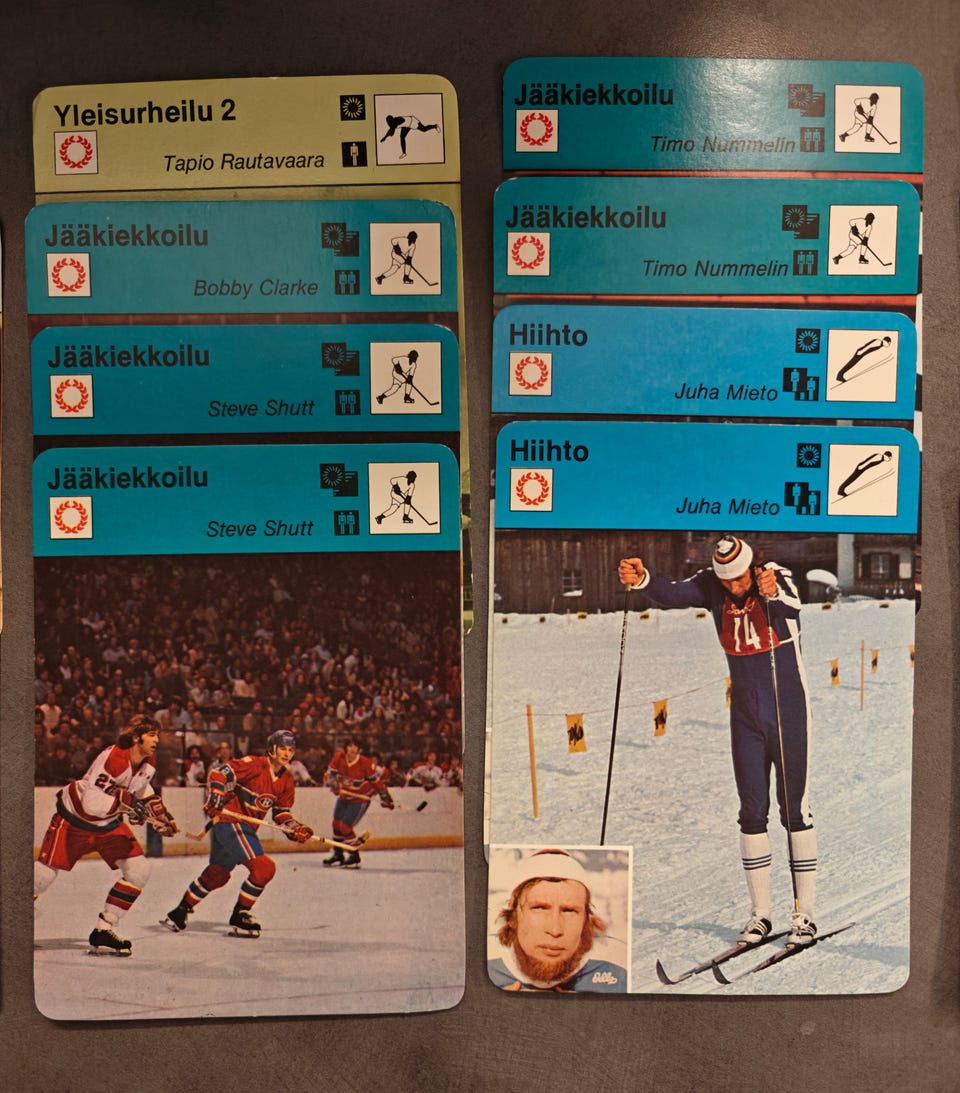 Yleisurheilu 2
Tapio Rautavaara
Jääkiekkoilu
Bobby Clarke
Jääkiekkoilu
Steve Shutt
Jääkiekkoilu
Steve Shutt
Jääkiekkoilu
Timo Nummelin
Jääkiekkoilu
Timo Nummelin
Hiihto
Juha Mieto
Hiihto
Juha Mieto
14